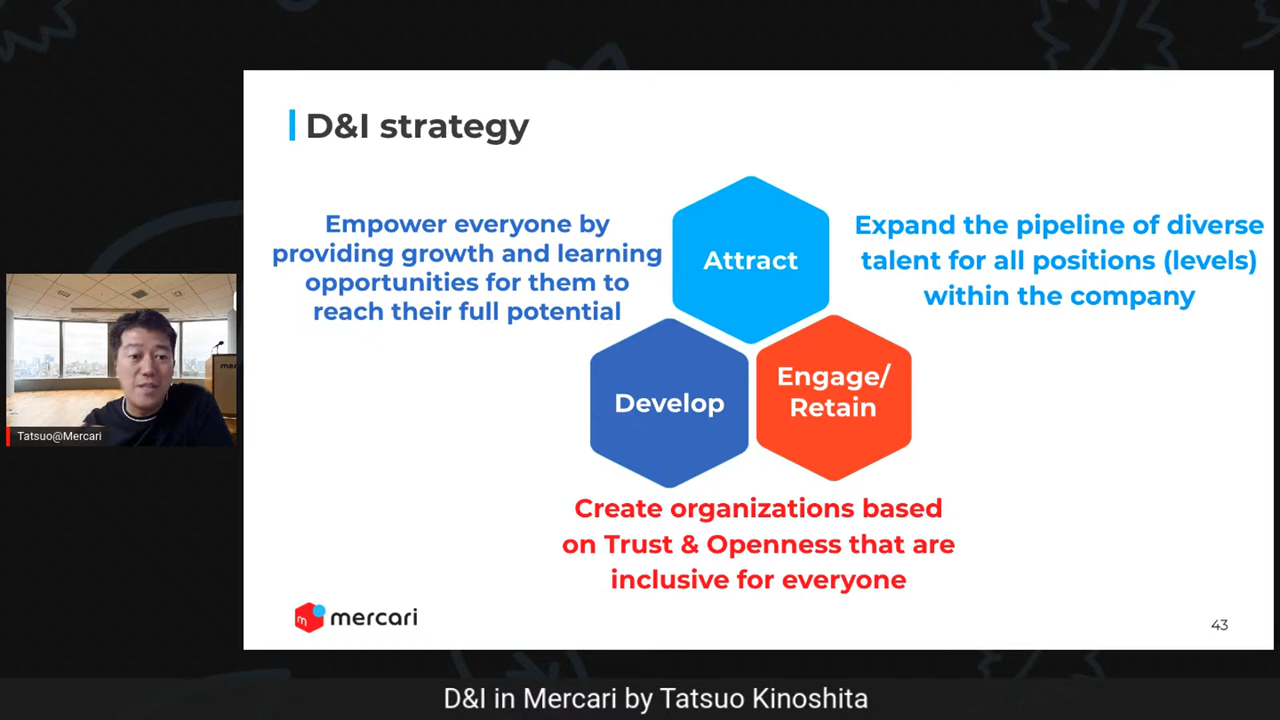 D&I strategy
Empower everyone by
providing growth and learning
opportunities for them to
reach their full potential
Attract
Expand the pipeline of diverse
talent for all positions (levels)
within the company
Develop
Engage/
Retain
Create organizations based
on Trust & Openness that are
inclusive for everyone
mer
Tatsuo@Mercari
m
mercari
43
D&I in Mercari by Tatsuo Kinoshita